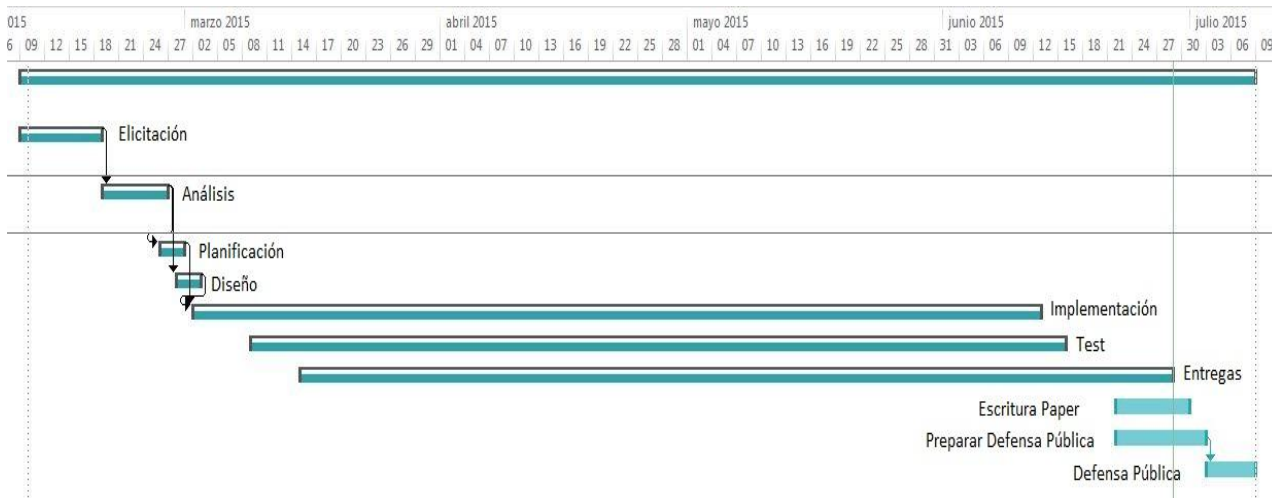 015 marzo 2015 abril 2015 mayo 2015 junio 2015 julio 2015
6 09 12 15 18 21 24 27 02 05 08 11 14 17 20 23 26 29 01 04 07 10 13 16 19 22 25 28 01 04 07 10 13 16 19 22 25 28 31 03 06 09 12 15 18 21 24 27 30 03 06 09
Elicitación
Análisis
Planificación
Diseño
Implementación
Test
Entregas
Escritura Paper
Preparar Defensa Pública
Defensa Pública